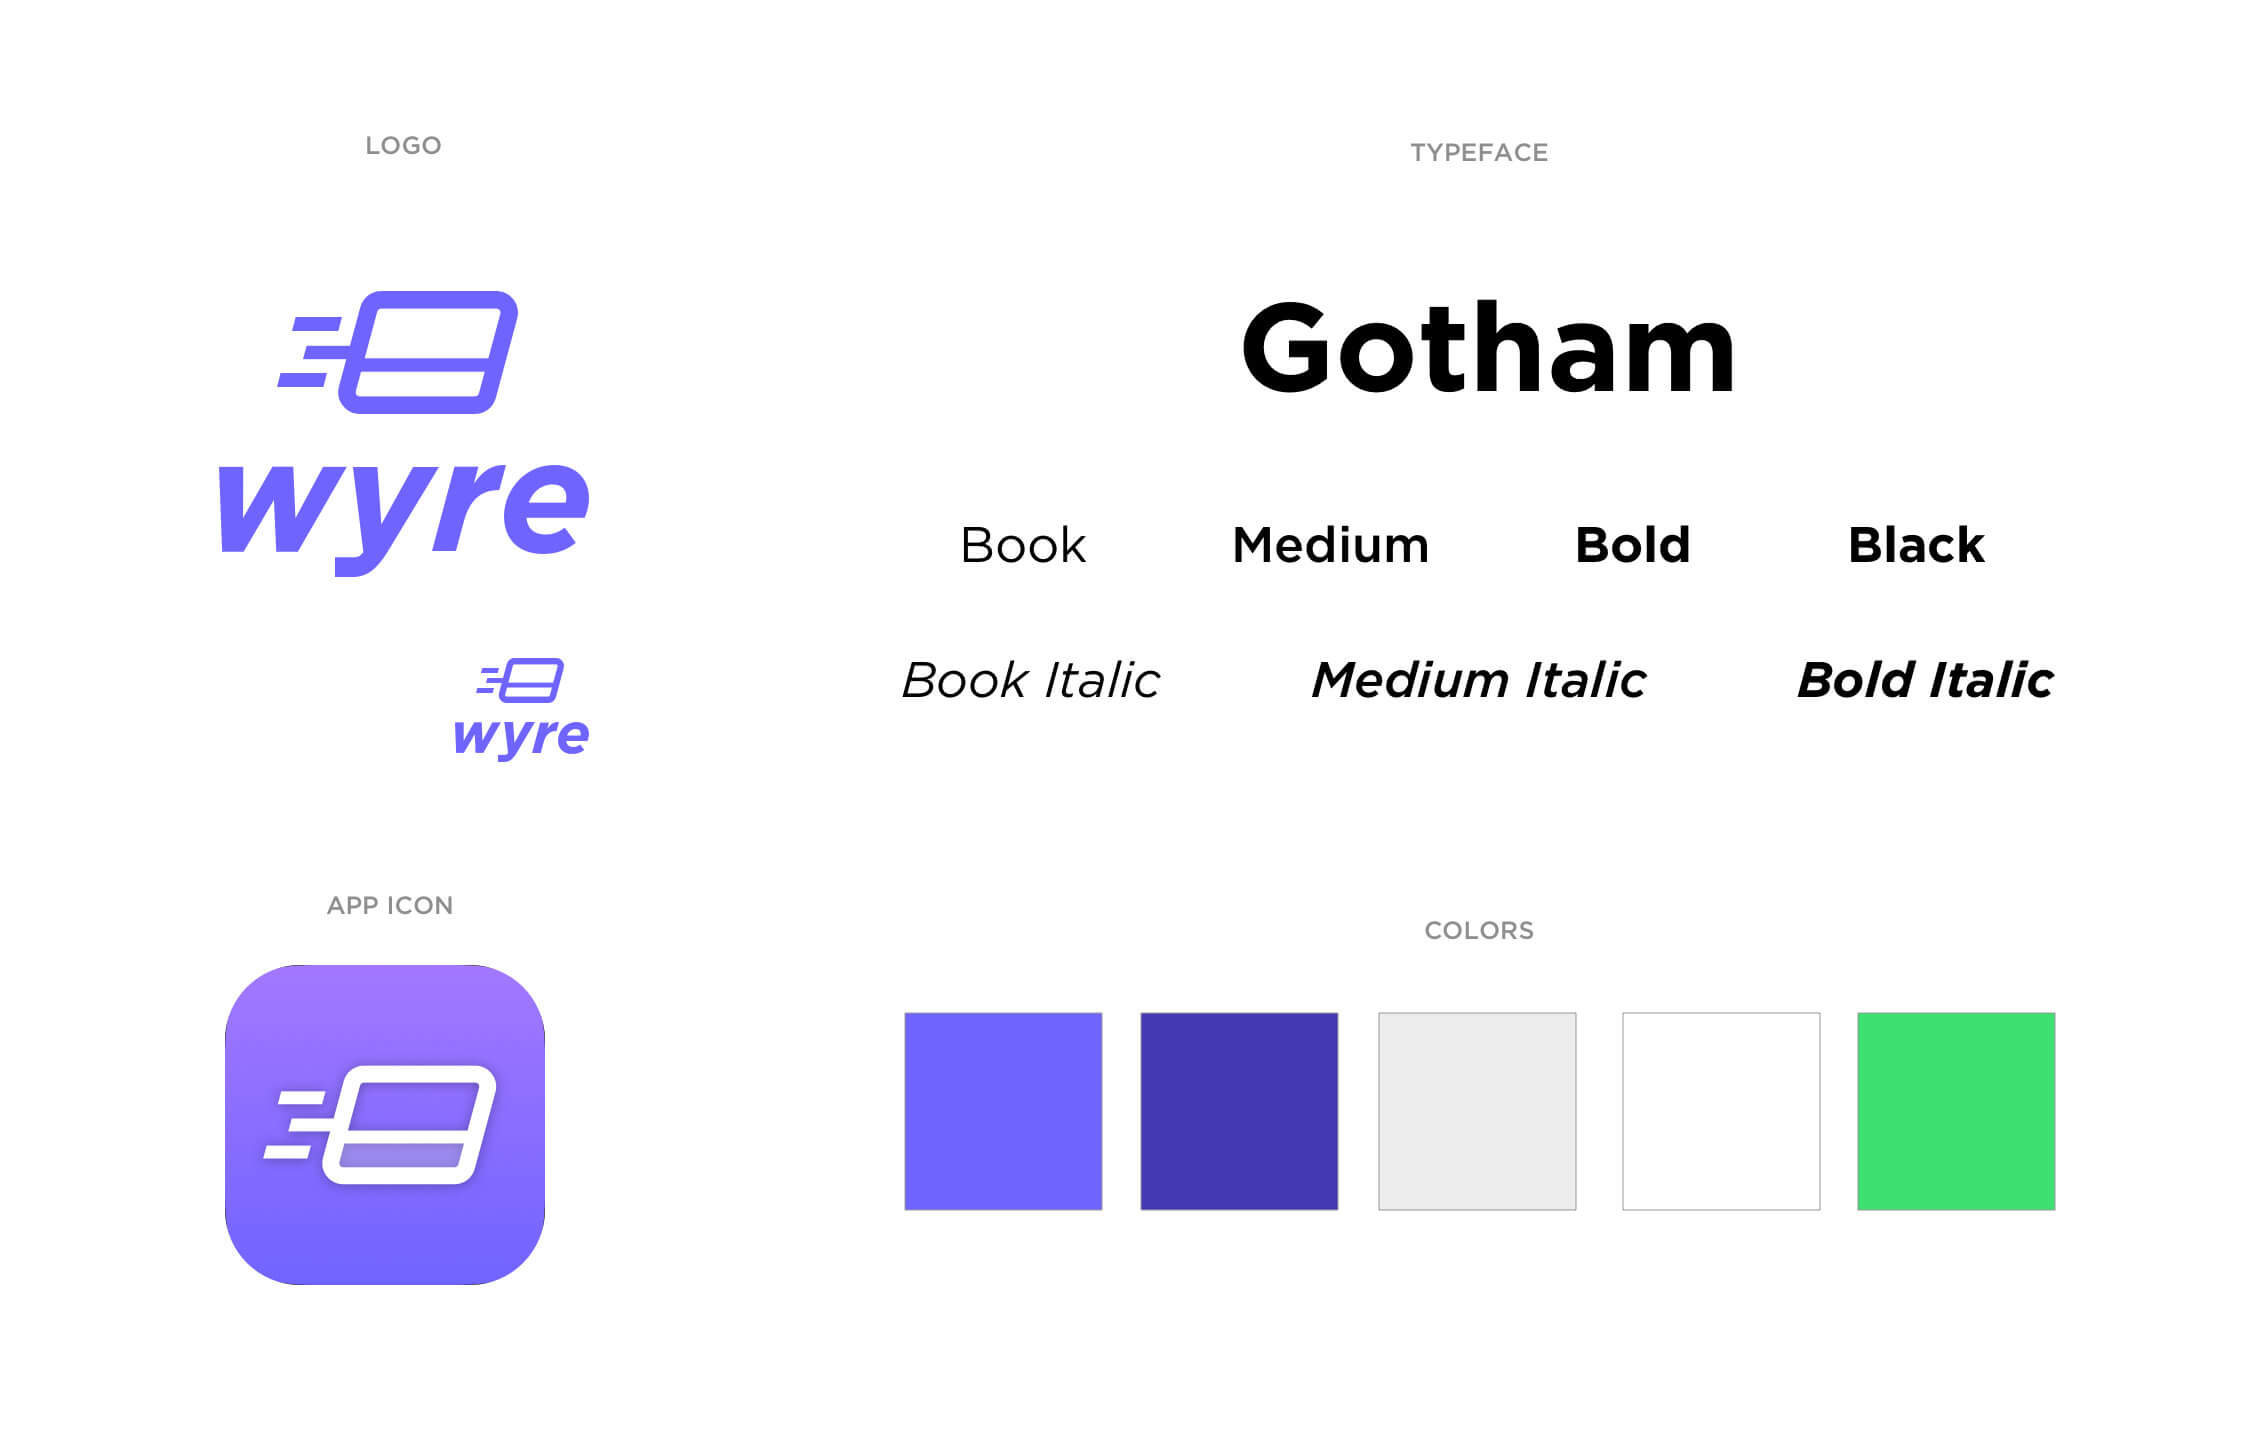 LOGO
wyre
wyre
APP ICON
TYPEFACE
Gotham
Book Medium Bold Black
Book Italic Medium Italic Bold Italic
COLORS